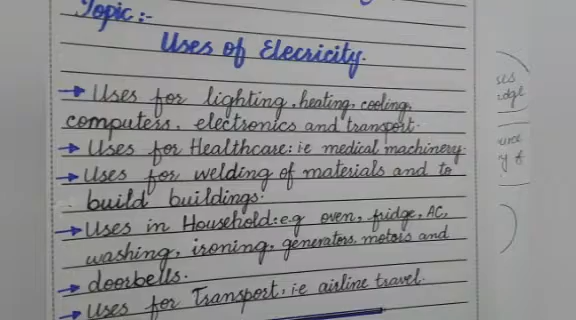 Topic:-
Uses of Elecricity.
→ Uses for lighting, heating, cooling,
computers, electronics and transport.
→ Uses for Healthcare: ie medical machinery.
→ Uses for welding of materials and to
build buildings.
→ Uses in Household: e.g oven, fridge, AC,
washing, ironing, generators, motors and
→ doorbells.
→ Uses for Transport, ie airline travel.